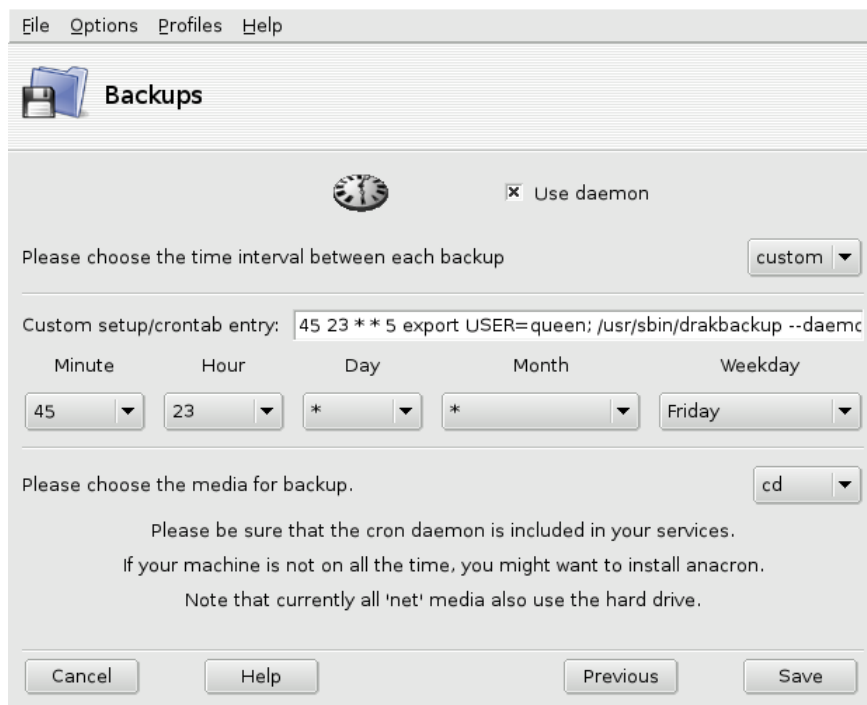 File Options Profiles Help
Backups
Use daemon
Please choose the time interval between each backup custom
Custom setup/crontab entry: 45 23 * * 5 export USER=queen; /usr/sbin/drakbackup --daemo
Minute Hour Day Month Weekday
45 23 * * Friday
Please choose the media for backup. cd
Please be sure that the cron daemon is included in your services.
If your machine is not on all the time, you might want to install anacron.
Note that currently all 'net' media also use the hard drive.
Cancel Help Previous Save